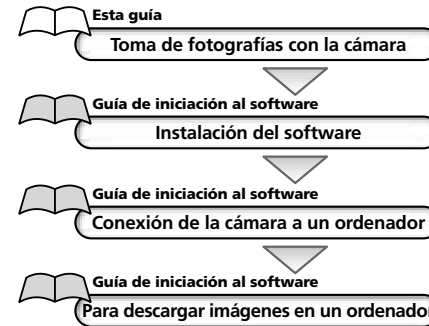 Esta guía
Toma de fotografías con la cámara
Guía de iniciación al software
Instalación del software
Guía de iniciación al software
Conexión de la cámara a un ordenador
Guía de iniciación al software
Para descargar imágenes en un ordenador